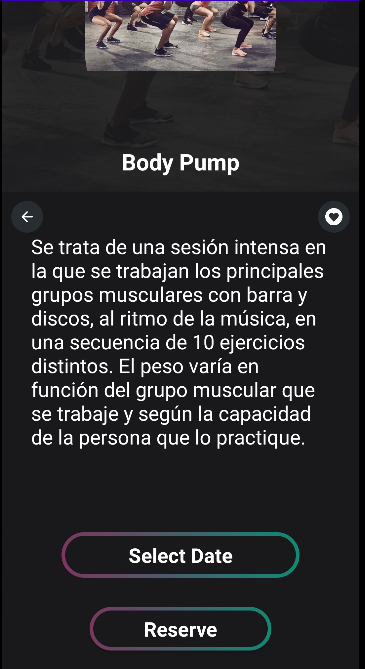 Body Pump
Se trata de una sesión intensa en
la que se trabajan los principales
grupos musculares con barra y
discos, al ritmo de la música, en
una secuencia de 10 ejercicios
distintos. El peso varía en
función del grupo muscular que
se trabaje y según la capacidad
de la persona que lo practique.
Select Date
Reserve